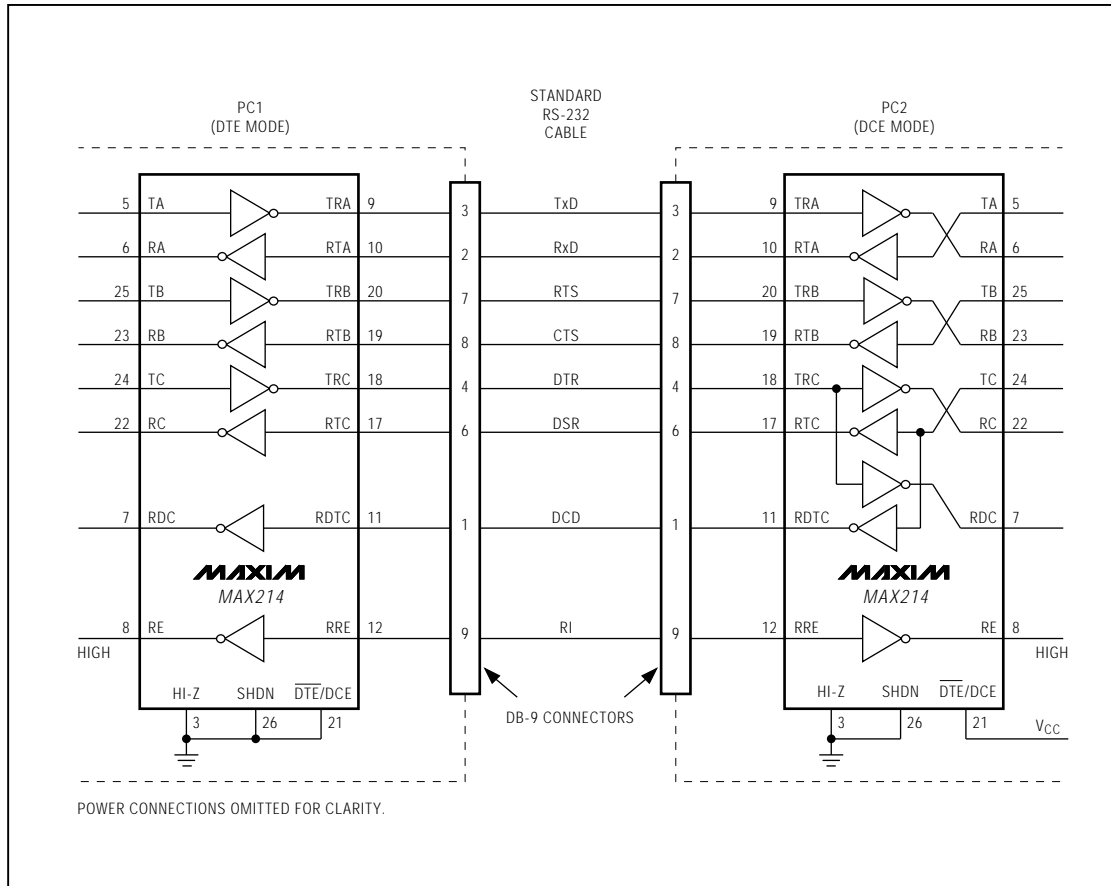 PC1
(DTE MODE)
STANDARD
RS-232
CABLE
PC2
(DCE MODE)
5 TA TRA 9 3 TxD 3 9 TRA TA 5
6 RA RTA 10 2 RxD 2 10 RTA RA 6
25 TB TRB 20 7 RTS 7 20 TRB TB 25
23 RB RTB 19 8 CTS 8 19 RTB RB 23
24 TC TRC 18 4 DTR 4 18 TRC TC 24
22 RC RTC 17 6 DSR 6 17 RTC RC 22
7 RDC RDTC 11 1 DCD 1 11 RDTC RDC 7
MAXIM MAXIM
MAX214 MAX214
8 RE RRE 12 9 RI 9 12 RRE RE 8
HIGH HIGH
HI-Z SHDN DTE/DCE HI-Z SHDN DTE/DCE
3 26 21 DB-9 CONNECTORS 3 26 21 VCC
POWER CONNECTIONS OMITTED FOR CLARITY.